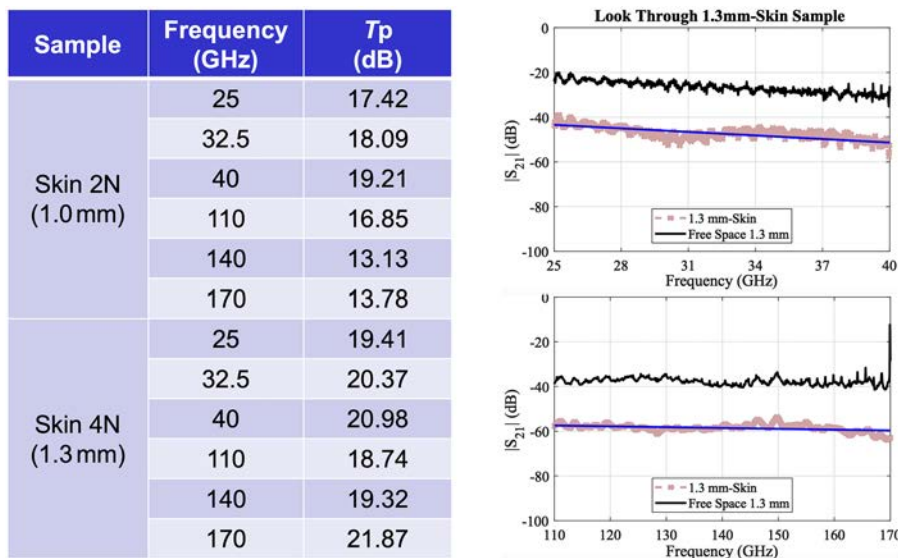 Sample Frequency (GHz) Tp (dB)
Skin 2N (1.0 mm)
25 17.42
32.5 18.09
40 19.21
110 16.85
140 13.13
170 13.78
Skin 4N (1.3 mm)
25 19.41
32.5 20.37
40 20.98
110 18.74
140 19.32
170 21.87
Look Through 1.3mm-Skin Sample
|S21| (dB)
0
-20
-40
-60
-80
-100
1.3 mm-Skin
Free Space 1.3 mm
25 28 31 34 37 40
Frequency (GHz)
|S21| (dB)
0
-20
-40
-60
-80
-100
1.3 mm-Skin
Free Space 1.3 mm
110 120 130 140 150 160 170
Frequency (GHz)